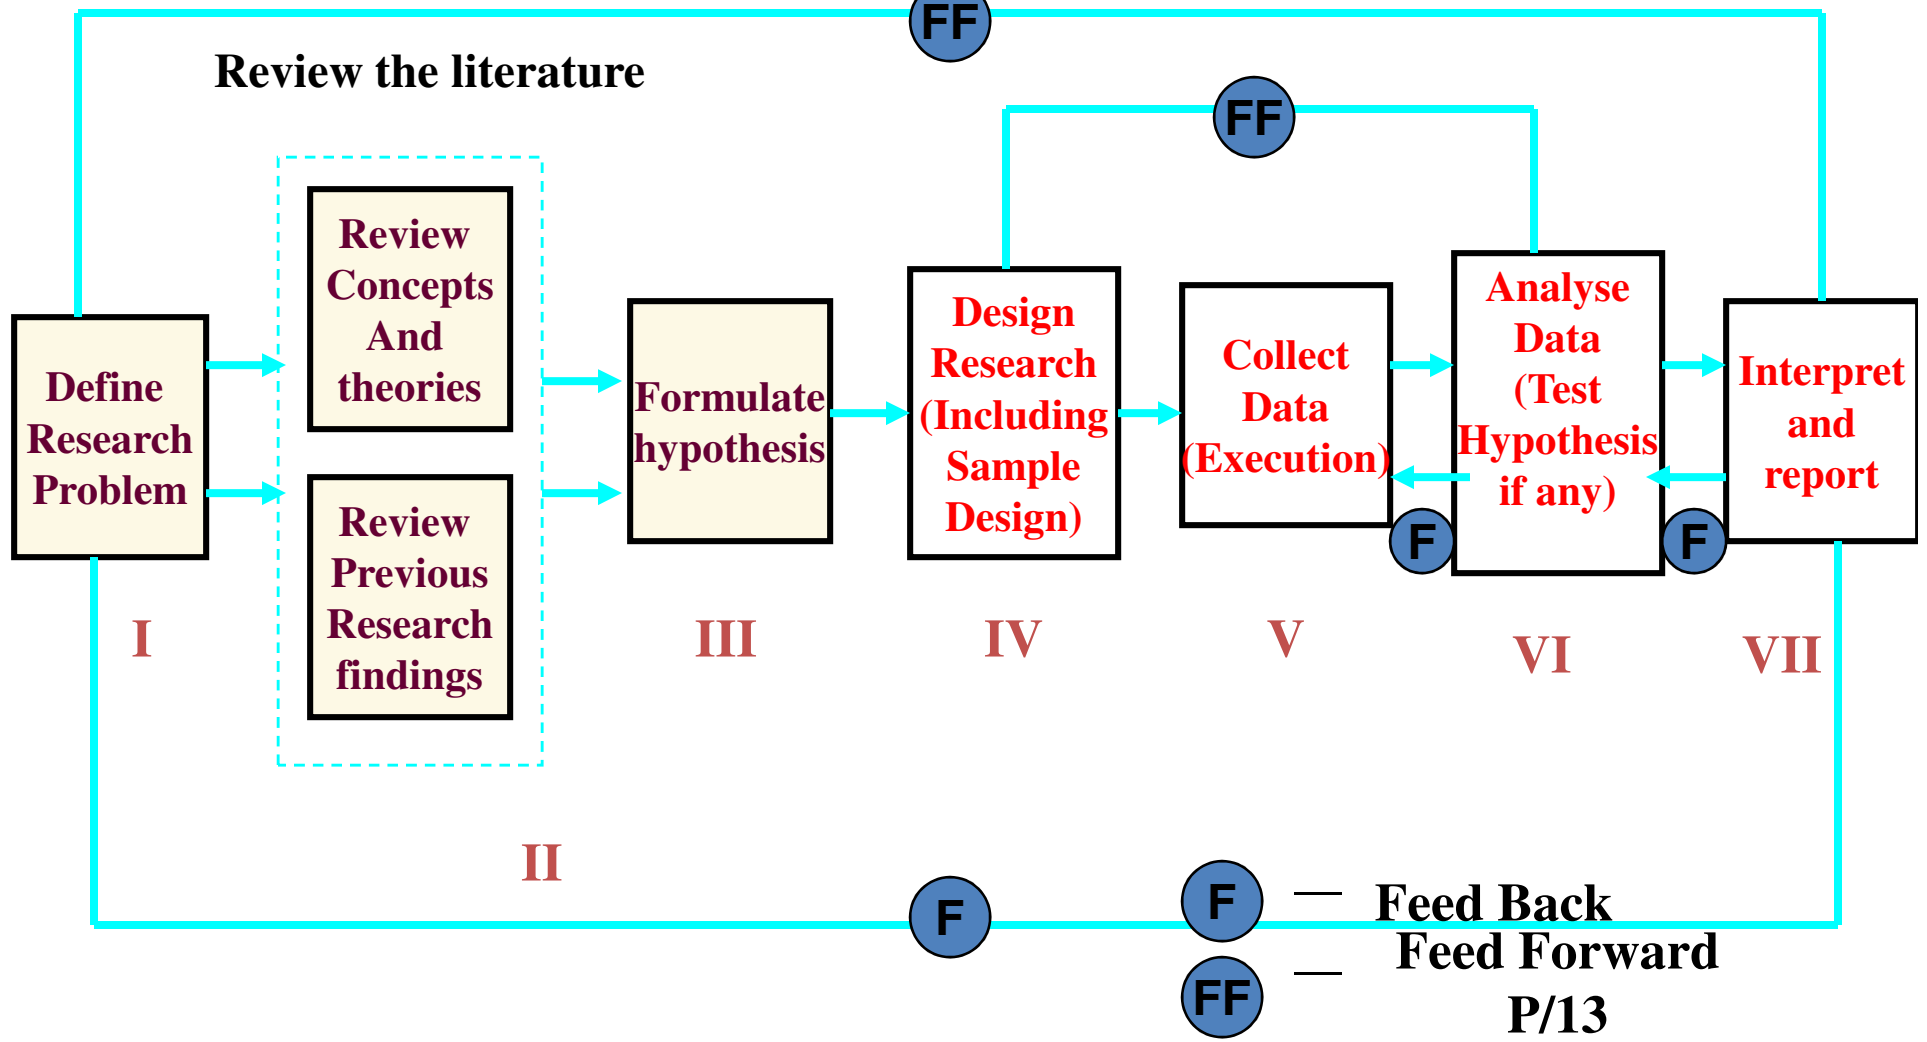 FF
Review the literature
FF
Define
Research
Problem
I
Review
Concepts
And
theories
Review
Previous
Research
findings
II
Formulate
hypothesis
III
Design
Research
(Including
Sample
Design)
IV
Collect
Data
(Execution)
V
F
Analyse
Data
(Test
Hypothesis
if any)
VI
F
Interpret
and
report
VII
F
F — Feed Back
FF — Feed Forward
P/13